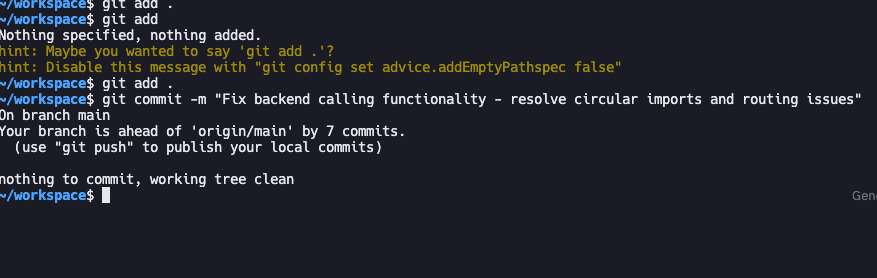 ~/workspace$ git add .
~/workspace$ git add
Nothing specified, nothing added.
hint: Maybe you wanted to say 'git add .'?
hint: Disable this message with "git config set advice.addEmptyPathspec false"
~/workspace$ git add .
~/workspace$ git commit -m "Fix backend calling functionality - resolve circular imports and routing issues"
On branch main
Your branch is ahead of 'origin/main' by 7 commits.
  (use "git push" to publish your local commits)

nothing to commit, working tree clean
~/workspace$
Gene